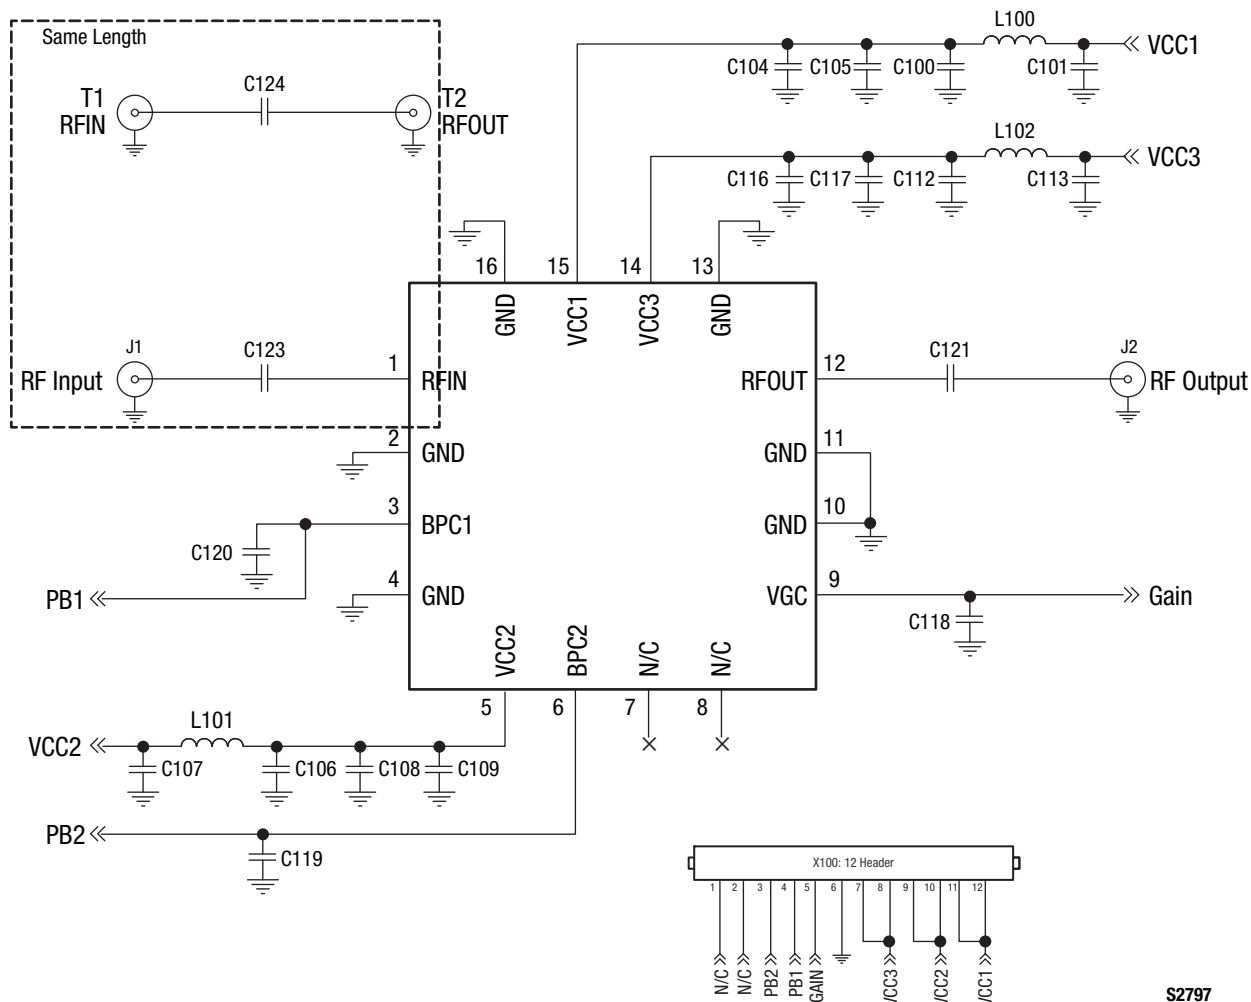 Same Length
T1
RFIN
C124
T2
RFOUT
L100
C104
C105
C100
C101
VCC1
L102
C116
C117
C112
C113
VCC3
16
15
14
13
GND
VCC1
VCC3
GND
RF Input
J1
C123
1
RFIN
RFOUT
12
C121
J2
RF Output
2
GND
GND
11
3
BPC1
GND
10
C120
PB1
4
GND
VGC
9
C118
Gain
VCC2
BPC2
N/C
N/C
5
6
7
8
VCC2
L101
C107
C106
C108
C109
PB2
C119
X100: 12 Header
1 2 3 4 5 6 7 8 9 10 11 12
N/C
N/C
PB2
PB1
GAIN
/CC3
/CC2
/CC1
S2797